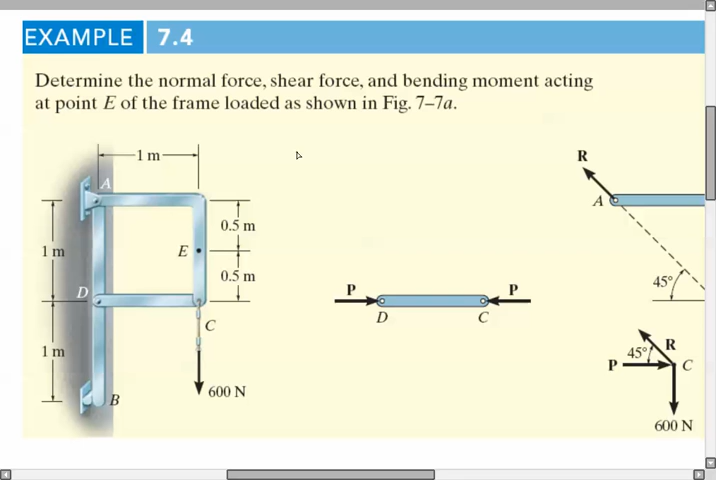 EXAMPLE 7.4
Determine the normal force, shear force, and bending moment acting
at point E of the frame loaded as shown in Fig. 7–7a.
1 m
A
0.5 m
1 m
E
0.5 m
D
C
1 m
600 N
B
P
P
D
C
R
A
45°
R
45°
P
C
600 N